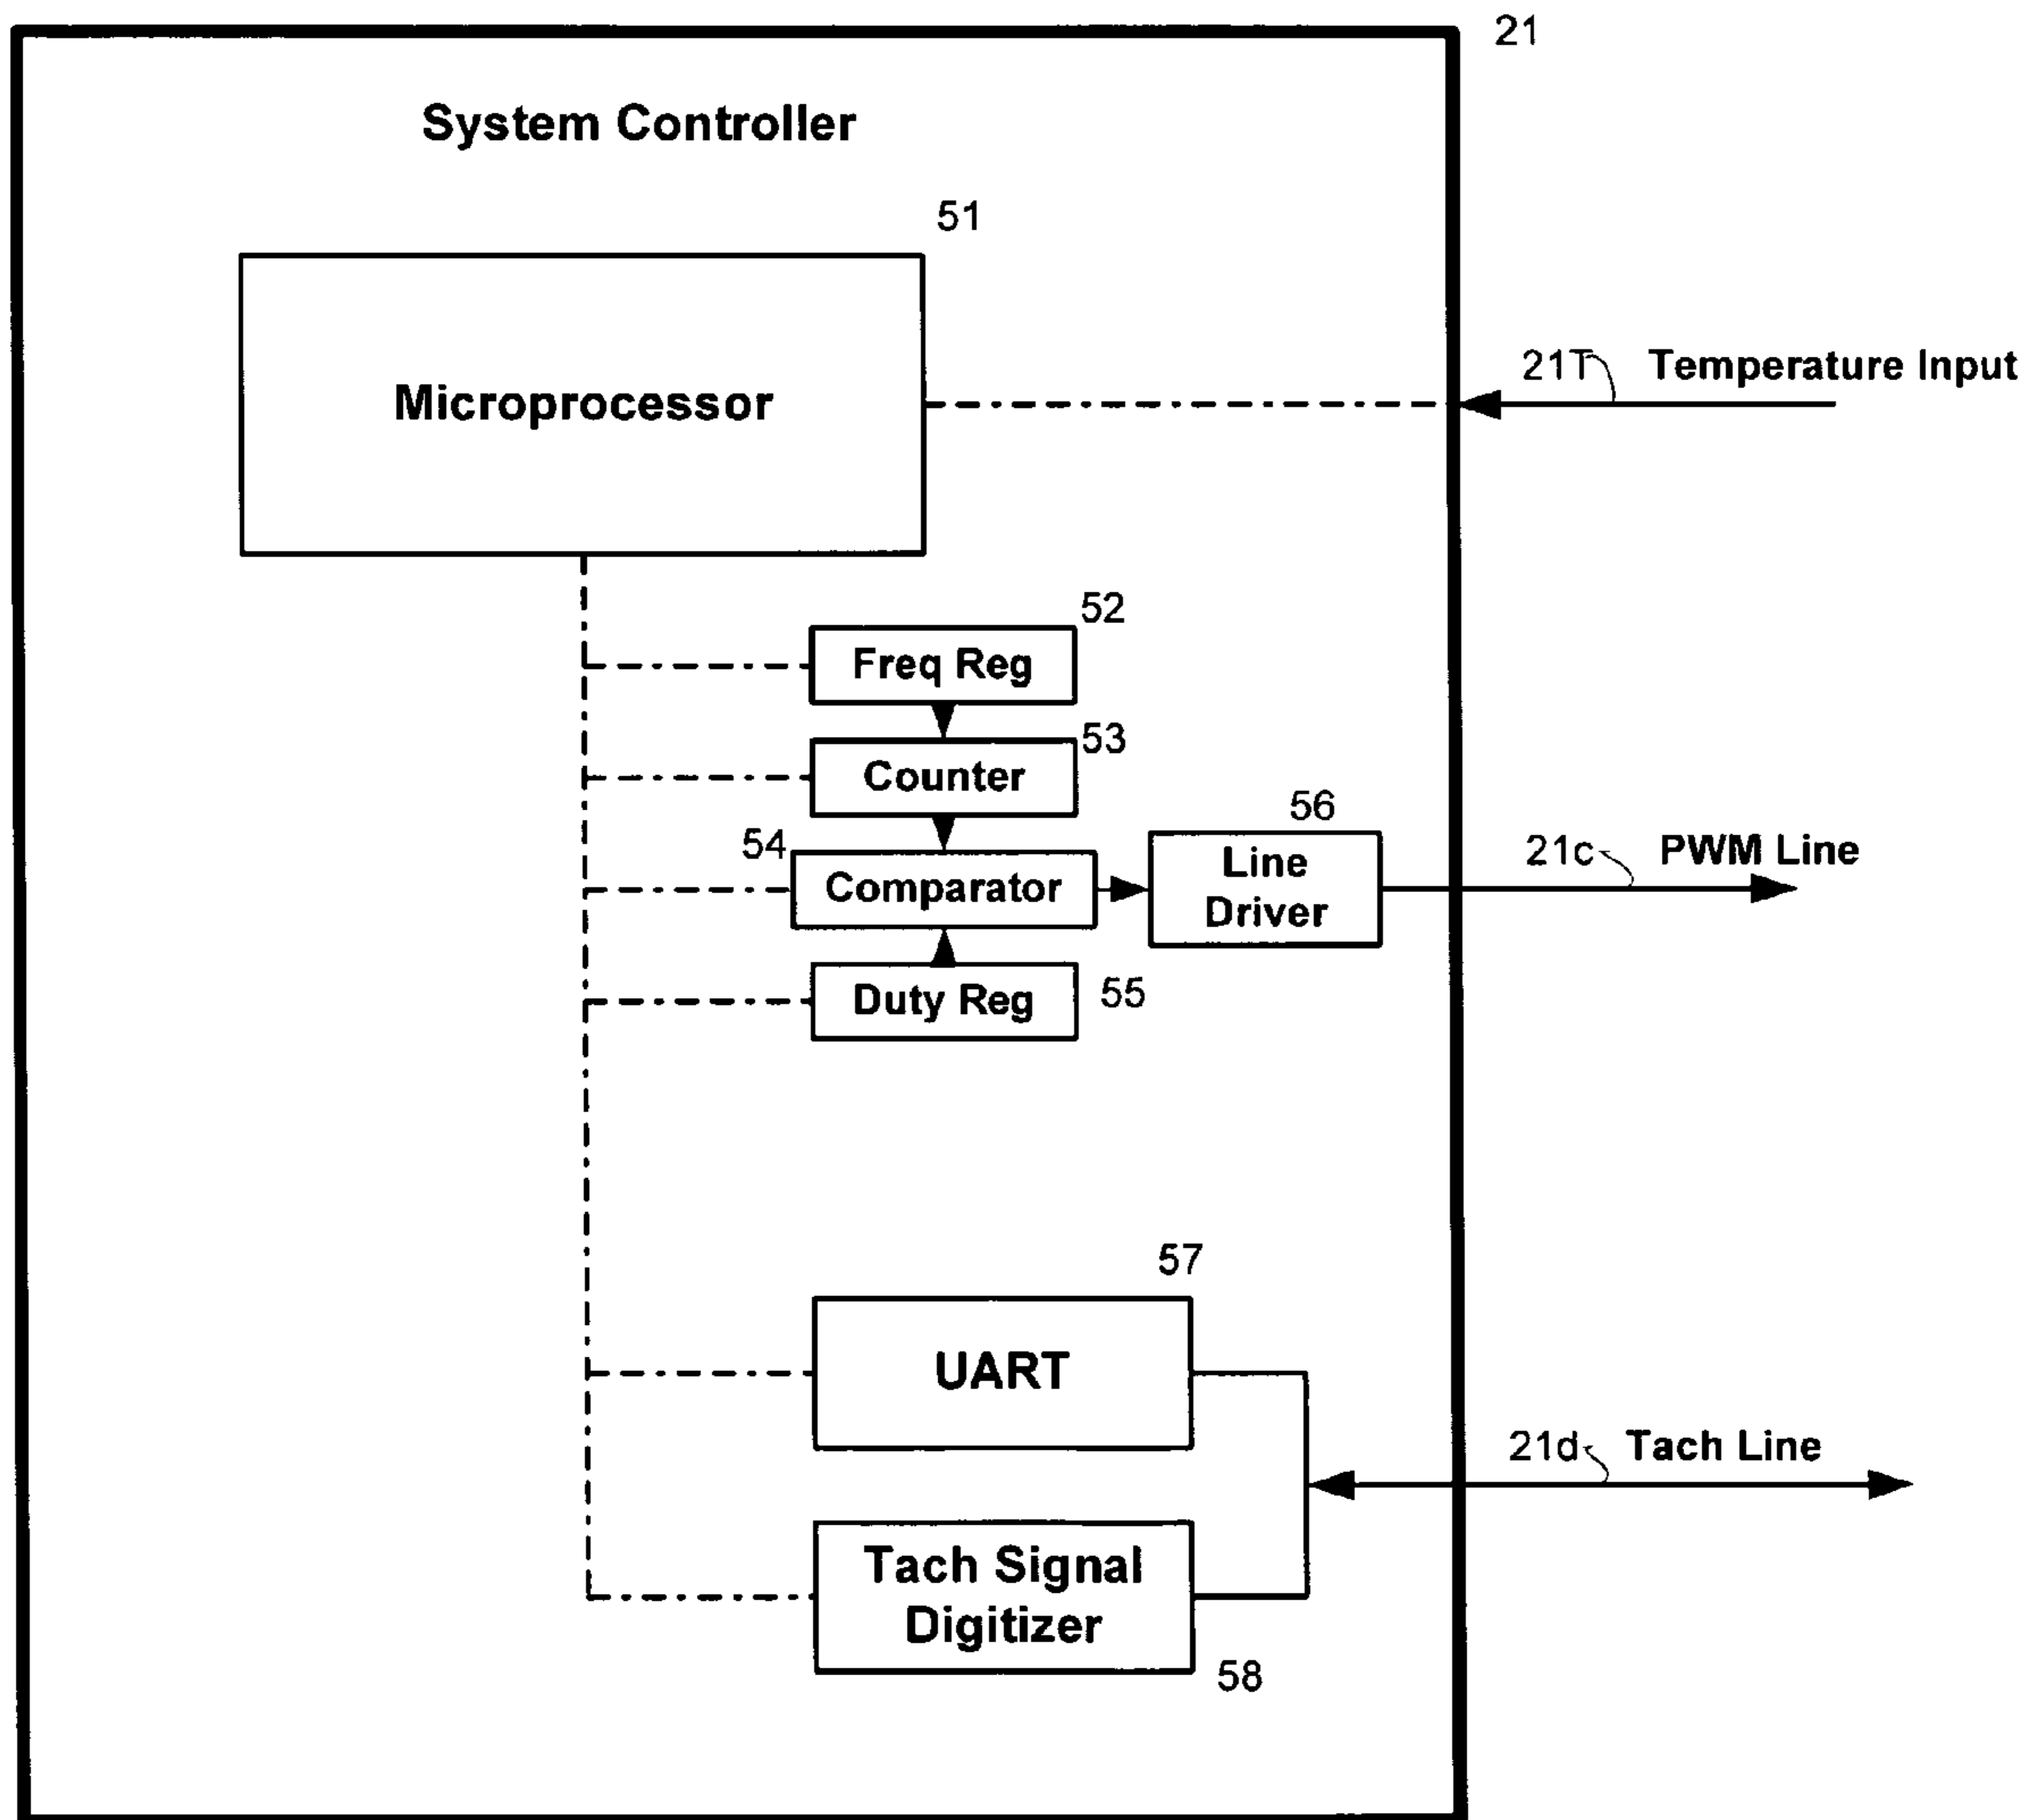 21
System Controller
51
Microprocessor
21T Temperature Input
52
Freq Reg
53
Counter
54
Comparator
56
Line
Driver
21c PWM Line
Duty Reg
55
57
UART
21d Tach Line
Tach Signal
Digitizer
58